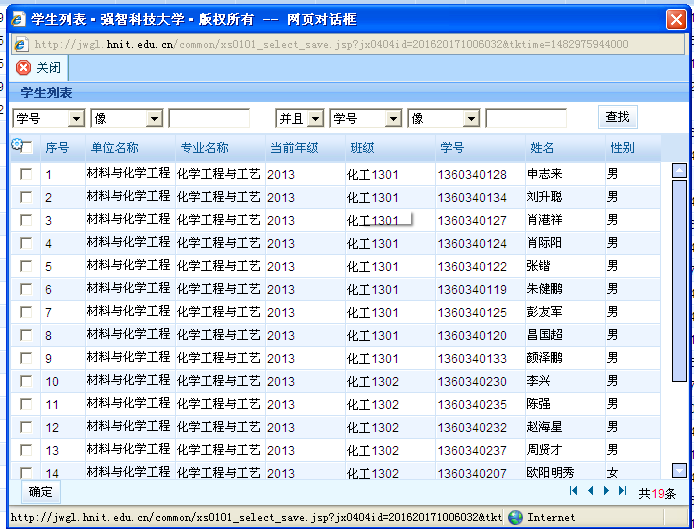 学生列表·强智科技大学·版权所有 -- 网页对话框
http://jwgl.hnit.edu.cn/common/xs0101_select_save.jsp?jx0404id=201620171006032&tktime=1482975944000
关闭
学生列表
学号 像 并且 学号 像 查找
序号 单位名称 专业名称 当前年级 班级 学号 姓名 性别
1 材料与化学工程 化学工程与工艺 2013 化工1301 1360340128 申志来 男
2 材料与化学工程 化学工程与工艺 2013 化工1301 1360340134 刘升聪 男
3 材料与化学工程 化学工程与工艺 2013 化工1301 1360340127 肖湛祥 男
4 材料与化学工程 化学工程与工艺 2013 化工1301 1360340124 肖际阳 男
5 材料与化学工程 化学工程与工艺 2013 化工1301 1360340122 张锴 男
6 材料与化学工程 化学工程与工艺 2013 化工1301 1360340119 朱健鹏 男
7 材料与化学工程 化学工程与工艺 2013 化工1301 1360340125 彭友军 男
8 材料与化学工程 化学工程与工艺 2013 化工1301 1360340120 昌国超 男
9 材料与化学工程 化学工程与工艺 2013 化工1301 1360340133 颜泽鹏 男
10 材料与化学工程 化学工程与工艺 2013 化工1302 1360340230 李兴 男
11 材料与化学工程 化学工程与工艺 2013 化工1302 1360340235 陈强 男
12 材料与化学工程 化学工程与工艺 2013 化工1302 1360340232 赵海星 男
13 材料与化学工程 化学工程与工艺 2013 化工1302 1360340237 周贤才 男
14 材料与化学工程 化学工程与工艺 2013 化工1302 1360340207 欧阳明秀 女
确定 共19条
http://jwgl.hnit.edu.cn/common/xs0101_select_save.jsp?jx0404id=201620171006032&tkt Internet